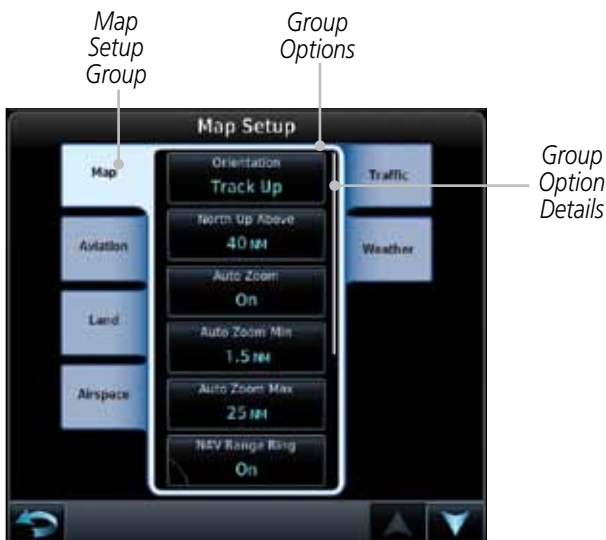 Map
Setup
Group
Group
Options
Group
Option
Details
Map Setup
Map
Aviation
Land
Airspace
Orientation
Track Up
North Up Above
40 NM
Auto Zoom
On
Auto Zoom Min
1.5 NM
Auto Zoom Max
25 NM
NAV Range Ring
On
Traffic
Weather